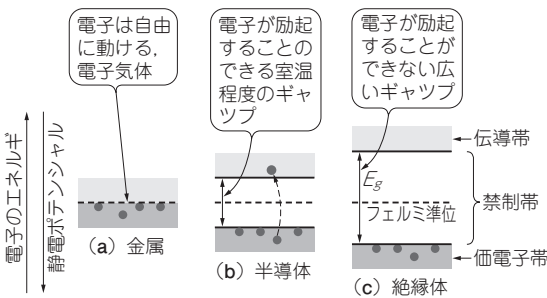 電子は自由
に動ける，
電子気体
電子が励起
することの
できる室温
程度のギャ
ップ
電子が励起
することが
できない広
いギャップ
電子のエネルギ
静電ポテンシャル
(a) 金属
(b) 半導体
(c) 絶縁体
Eg
フェルミ準位
伝導帯
禁制帯
価電子帯